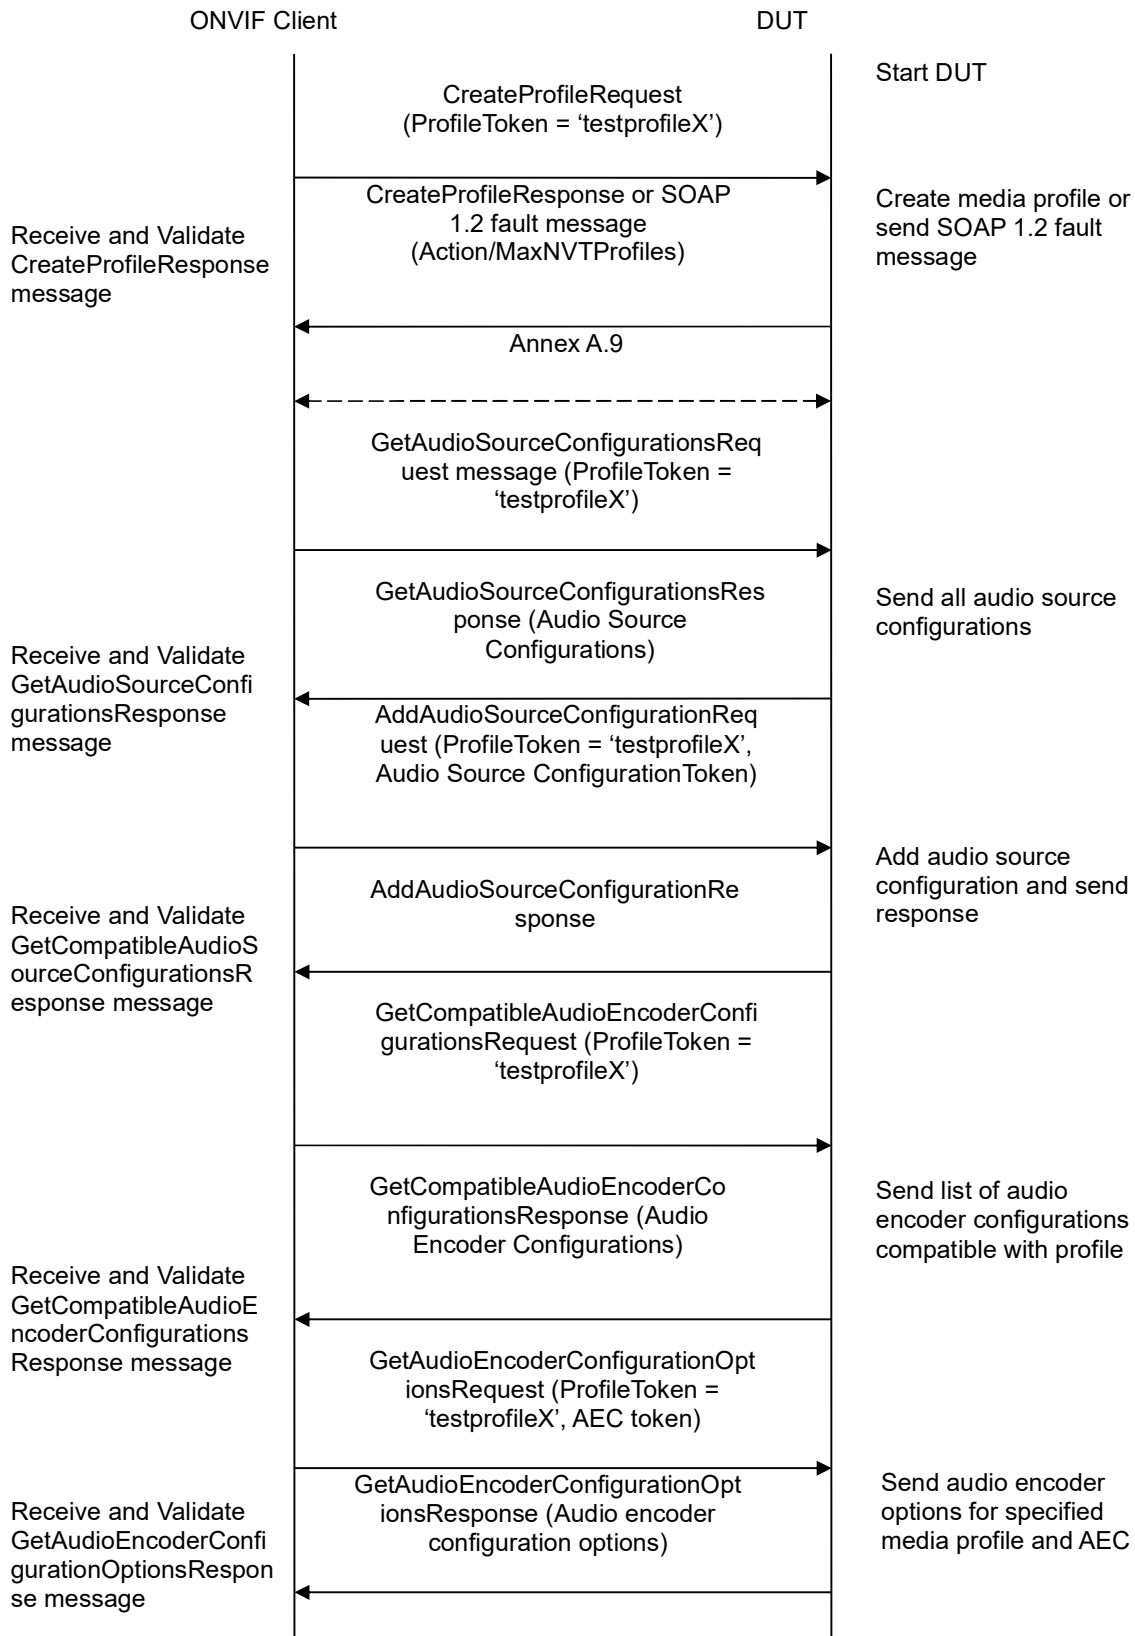 ONVIF Client
DUT
Start DUT
CreateProfileRequest
(ProfileToken = ‘testprofileX’)
CreateProfileResponse or SOAP
1.2 fault message
(Action/MaxNVTProfiles)
Create media profile or
send SOAP 1.2 fault
message
Receive and Validate
CreateProfileResponse
message
Annex A.9
GetAudioSourceConfigurationsReq
uest message (ProfileToken =
‘testprofileX’)
GetAudioSourceConfigurationsRes
ponse (Audio Source
Configurations)
Send all audio source
configurations
Receive and Validate
GetAudioSourceConfi
gurationsResponse
message
AddAudioSourceConfigurationReq
uest (ProfileToken = ‘testprofileX’,
Audio Source ConfigurationToken)
Add audio source
configuration and send
response
AddAudioSourceConfigurationRe
sponse
Receive and Validate
GetCompatibleAudioS
ourceConfigurationsR
esponse message
GetCompatibleAudioEncoderConfi
gurationsRequest (ProfileToken =
‘testprofileX’)
GetCompatibleAudioEncoderCo
nfigurationsResponse (Audio
Encoder Configurations)
Send list of audio
encoder configurations
compatible with profile
Receive and Validate
GetCompatibleAudioE
ncoderConfigurations
Response message
GetAudioEncoderConfigurationOpt
ionsRequest (ProfileToken =
‘testprofileX’, AEC token)
GetAudioEncoderConfigurationOpt
ionsResponse (Audio encoder
configuration options)
Send audio encoder
options for specified
media profile and AEC
Receive and Validate
GetAudioEncoderConfi
gurationOptionsRespon
se message